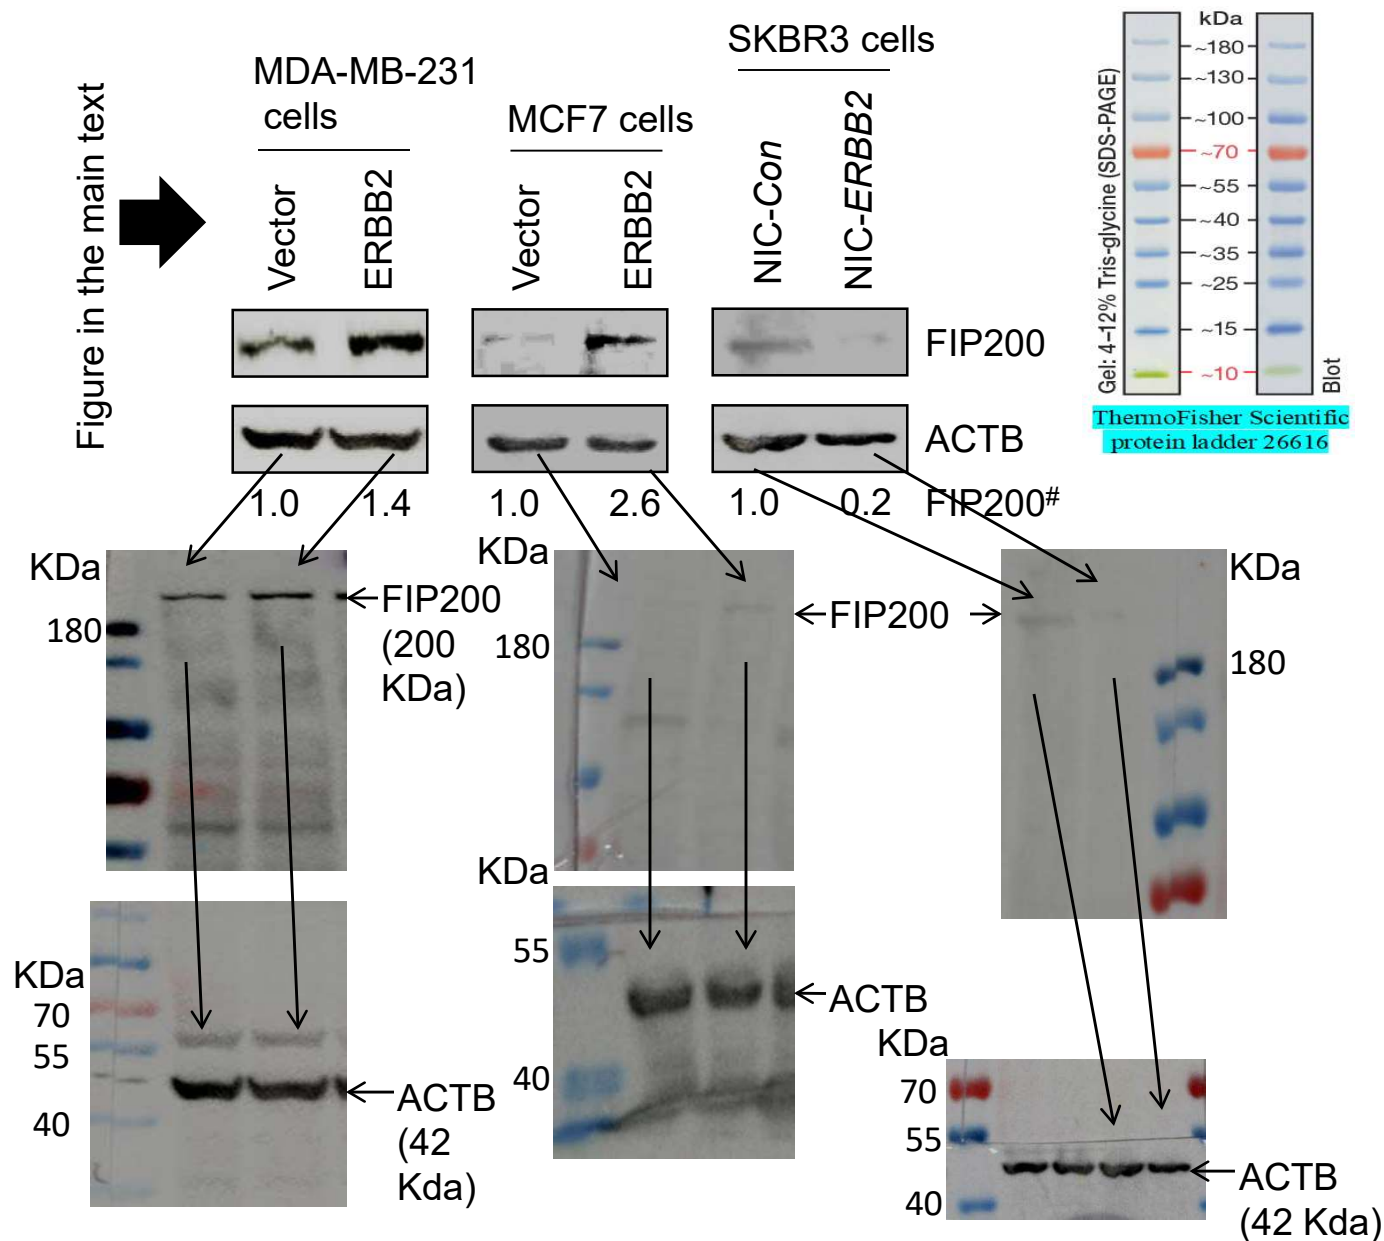 Figure in the main text
MDA-MB-231
cells
Vector
ERBB2
MCF7 cells
Vector
ERBB2
SKBR3 cells
NIC-Con
NIC-ERBB2
FIP200
ACTB
1.0
1.4
1.0
2.6
1.0
0.2
FIP200#
kDa
~180
~130
~100
~70
~55
~40
~35
~25
~15
~10
Gel: 4–12% Tris-glycine (SDS-PAGE)
Blot
ThermoFisher Scientific
protein ladder 26616
KDa
180
FIP200
(200
KDa)
KDa
180
FIP200
KDa
180
KDa
70
55
40
ACTB
(42
Kda)
KDa
55
40
ACTB
KDa
70
55
40
ACTB
(42 Kda)